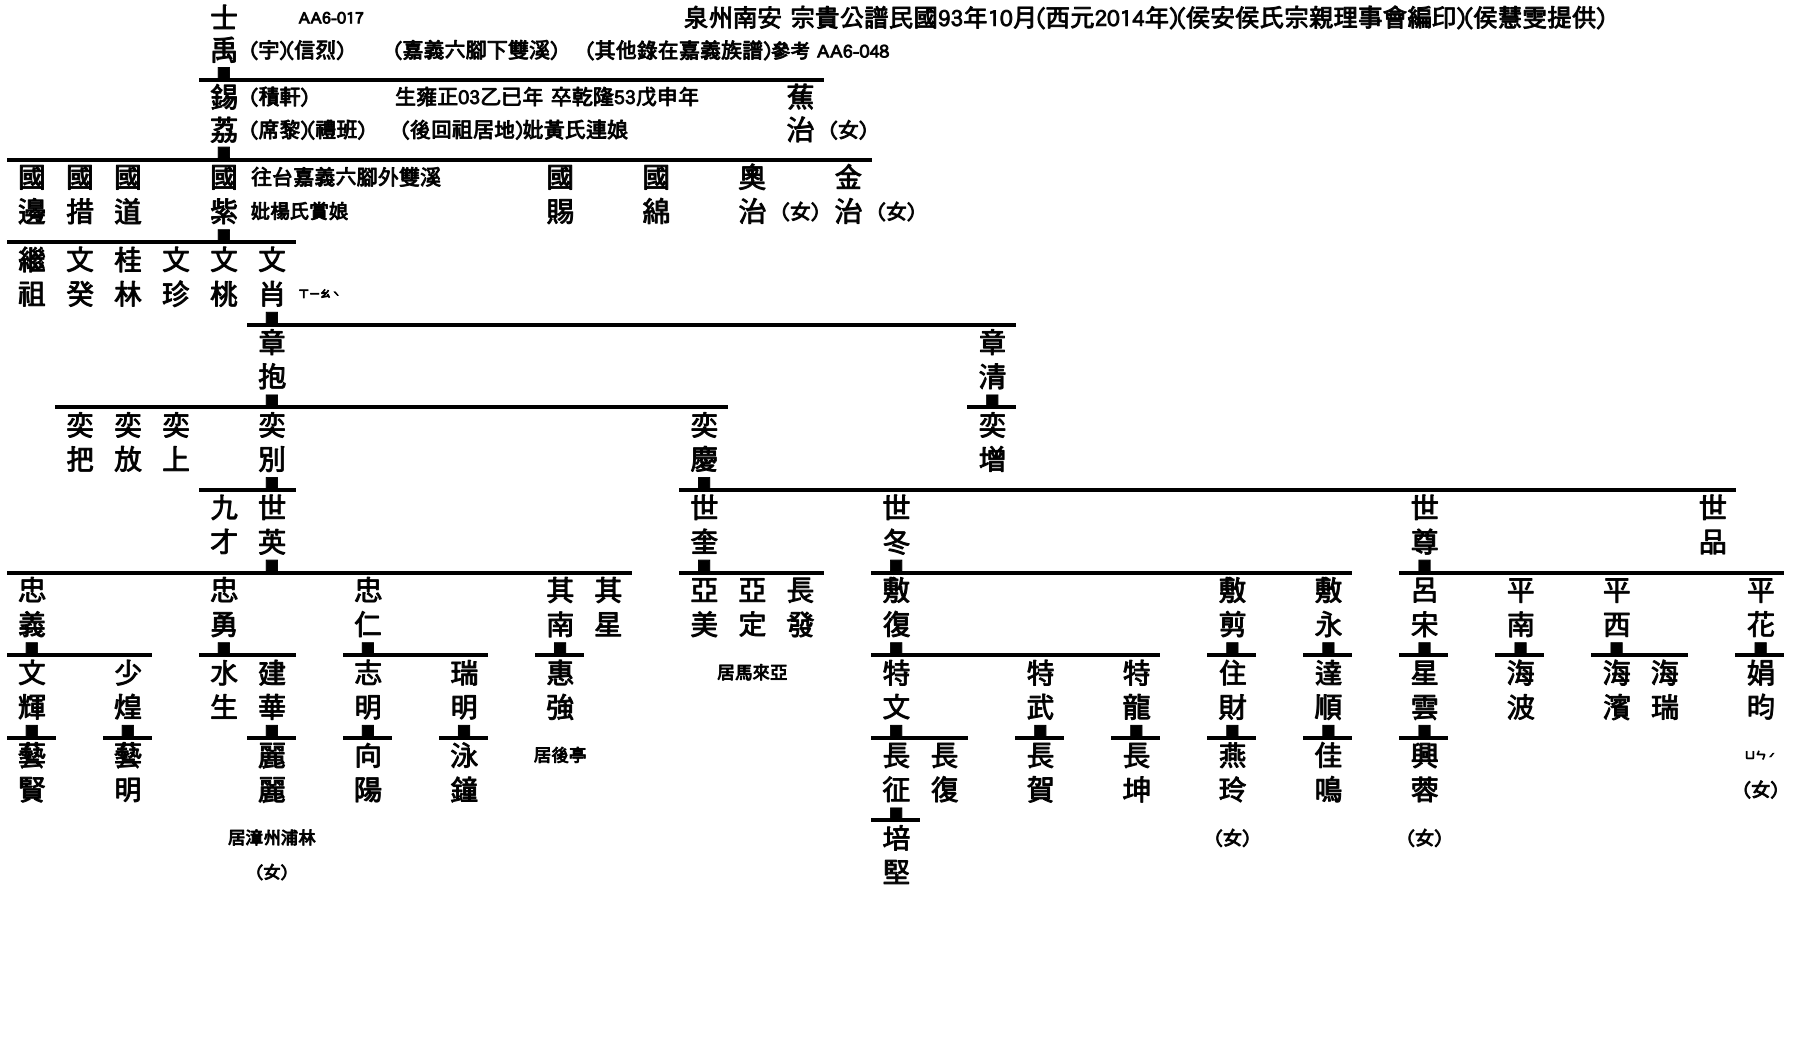 士 AA6-017 泉州南安 宗貴公譜民國93年10月(西元2014年)(侯安侯氏宗親理事會編印)(侯慧雯提供)
禹 (宇)(信烈) (嘉義六腳下雙溪) (其他錄在嘉義族譜)參考 AA6-048
錫 (積軒) 生雍正03乙已年 卒乾隆53戊申年 蕉
荔 (席黎)(禮班) (後回祖居地)妣黃氏連娘 治 (女)
國 國 國 國 往台嘉義六腳外雙溪 國 國 奧 金
邊 措 道 紫 妣楊氏賞娘 賜 綿 治 (女) 治 (女)
繼 文 桂 文 文 文
祖 癸 林 珍 桃 肖 ㄒㄧㄠˋ
章 章
抱 清
奕 奕 奕 奕 奕 奕
把 放 上 別 慶 增
九 世 世 世 世 世
才 英 奎 冬 尊 品
忠 忠 忠 其 其 亞 亞 長 敷 敷 敷 呂 平 平 平
義 勇 仁 南 星 美 定 發 復 剪 永 宋 南 西 花
文 少 水 建 志 瑞 惠 居馬來亞 特 特 特 住 達 星 海 海 海 娟
輝 煌 生 華 明 明 強 文 武 龍 財 順 雲 波 濱 瑞 昀
藝 藝 麗 向 泳 居後亭 長 長 長 長 燕 佳 興 ㄩㄣˊ
賢 明 麗 陽 鐘 征 復 賀 坤 玲 鳴 蓉 (女)
居漳州浦林 培 (女) (女)
(女) 堅